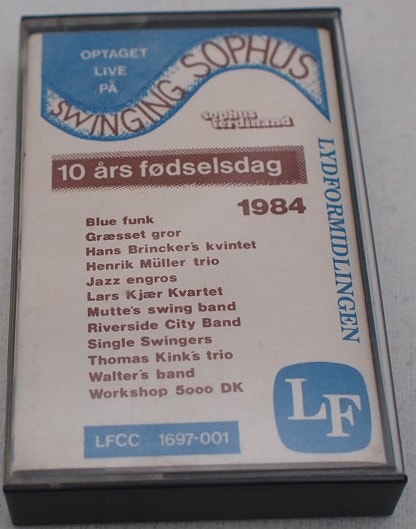 OPTAGET
LIVE
PÅ
SWINGING SOPHUS
sophus
ferdinand
10 års fødselsdag
1984
LYDFORMIDLINGEN
Blue funk
Græsset gror
Hans Brincker's kvintet
Henrik Müller trio
Jazz engros
Lars Kjær Kvartet
Mutte's swing band
Riverside City Band
Single Swingers
Thomas Kink's trio
Walter's band
Workshop 5ooo DK
LF
LFCC 1697-001